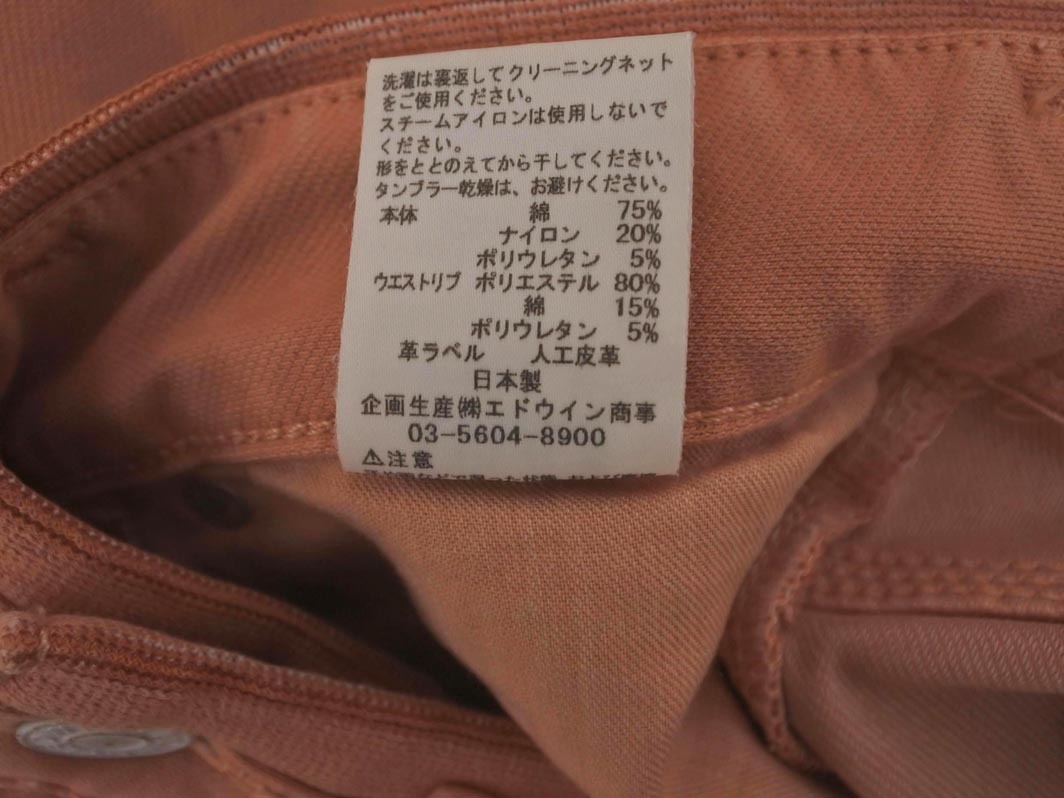 洗濯は裏返してクリーニングネット
をご使用ください。
スチームアイロンは使用しないで
ください。
形をととのえてから干してください。
タンブラー乾燥は、お避けください。
本体 綿 75%
ナイロン 20%
ポリウレタン 5%
ウエストリブ ポリエステル 80%
綿 15%
ポリウレタン 5%
革ラベル 人工皮革
日本製
企画生産㈱エドウイン商事
03-5604-8900
⚠注意